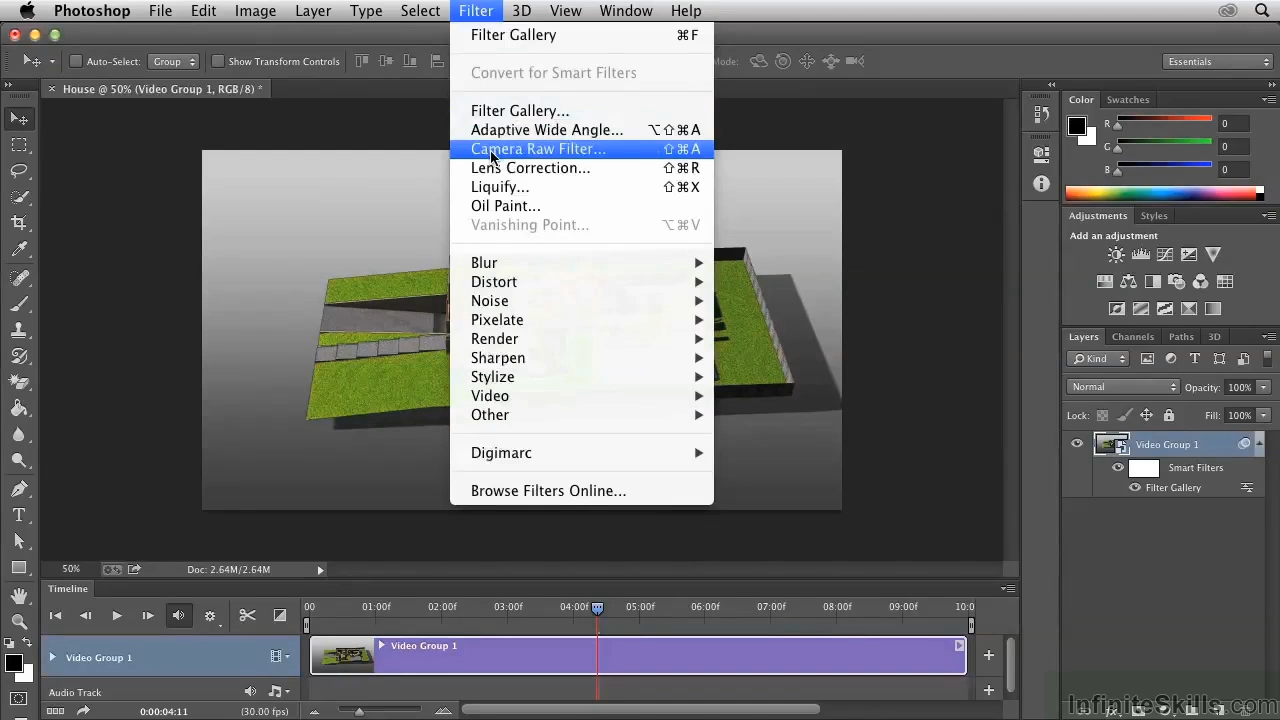 Photoshop File Edit Image Layer Type Select Filter 3D View Window Help
Auto-Select: Group Show Transform Controls
Mode:
Essentials
House @ 50% (Video Group 1, RGB/8) *
Filter Gallery ⌘F
Convert for Smart Filters
Filter Gallery...
Adaptive Wide Angle... ⌥⇧⌘A
Camera Raw Filter... ⇧⌘A
Lens Correction... ⇧⌘R
Liquify... ⇧⌘X
Oil Paint...
Vanishing Point... ⌥⌘V
Blur
Distort
Noise
Pixelate
Render
Sharpen
Stylize
Video
Other
Digimarc
Browse Filters Online...
Color Swatches
R 0
G 0
B 0
Adjustments Styles
Add an adjustment
Layers Channels Paths 3D
Kind
Normal Opacity: 100%
Lock: Fill: 100%
Video Group 1
Smart Filters
Filter Gallery
50% Doc: 2.64M/2.64M
Timeline
00 01:00f 02:00f 03:00f 04:00f 05:00f 06:00f 07:00f 08:00f 09:00f 10:0
Video Group 1
Video Group 1
Audio Track
0:00:04:11 (30.00 fps)
InfiniteSkills.com